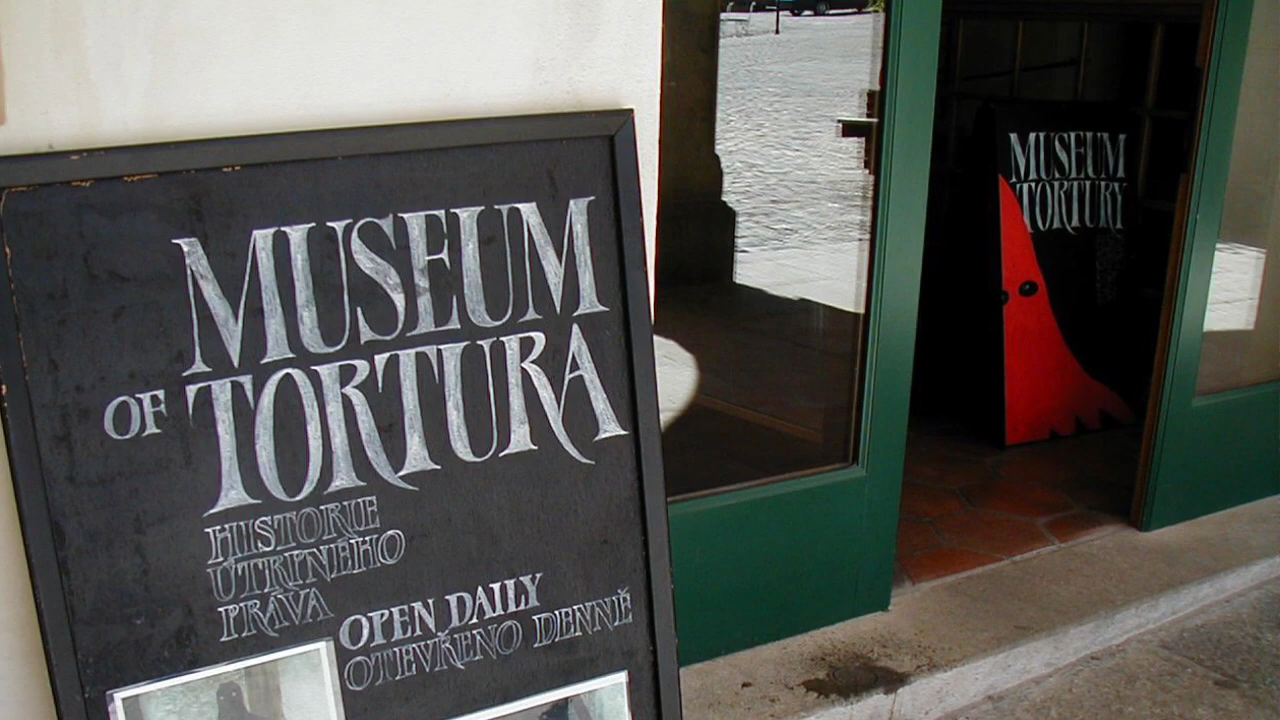 MUSEUM
OF TORTURA
HISTORIE
ÚTRPNÉHO
PRÁVA
OPEN DAILY
OTEVŘENO DENNĚ
MUSEUM
TORTURY